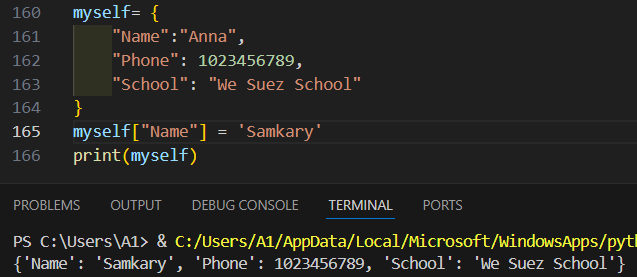 160 myself= {
161     "Name":"Anna",
162     "Phone": 1023456789,
163     "School": "We Suez School"
164 }
165 myself["Name"] = 'Samkary'
166 print(myself)
PROBLEMS OUTPUT DEBUG CONSOLE TERMINAL PORTS
PS C:\Users\A1> & C:/Users/A1/AppData/Local/Microsoft/WindowsApps/pyth
{'Name': 'Samkary', 'Phone': 1023456789, 'School': 'We Suez School'}